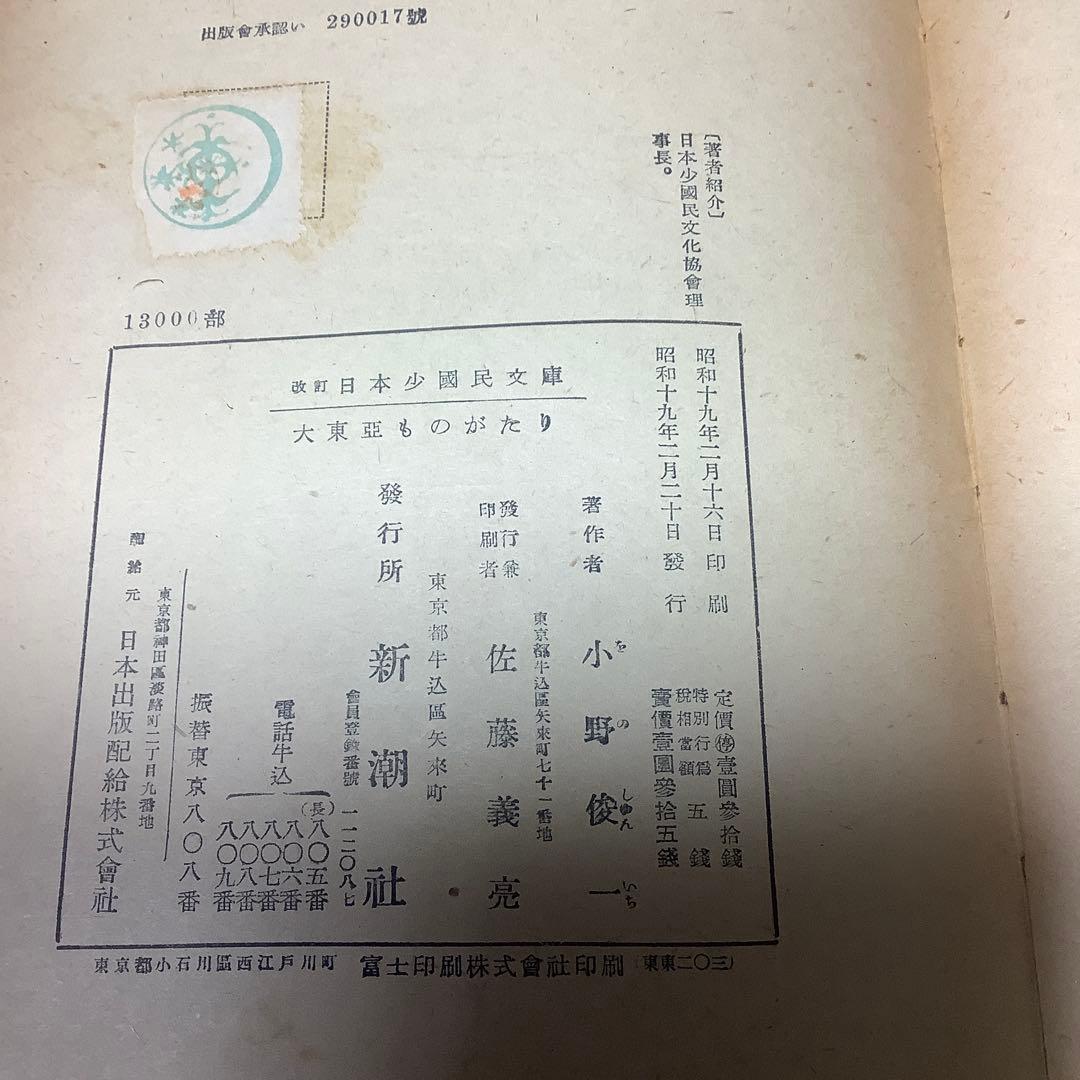 出版會承認い 290017號
〔著者紹介〕
日本少國民文化協會理
事長。
13000部
改訂日本少國民文庫
大東亞ものがたり
昭和十九年二月十六日印刷
昭和十九年二月二十日發行
定價㊡壹圓參拾錢
特別行爲
稅相當額
五錢
賣價壹圓參拾五錢
著作者 小野俊一
をのしゅんいち
東京都牛込區矢來町七十一番地
發行兼
印刷者
佐藤義亮
東京都牛込區矢來町
發行所 新潮社
會員登錄番號 一一二〇八七
電話牛込
(長)八〇五番
八〇六番
八〇七番
八〇八番
八〇九番
振替東京八〇八番
東京都神田區淡路町二丁目九番地
配給元 日本出版配給株式會社
東京都小石川區西江戶川町 富士印刷株式會社印刷 (東東二〇三)